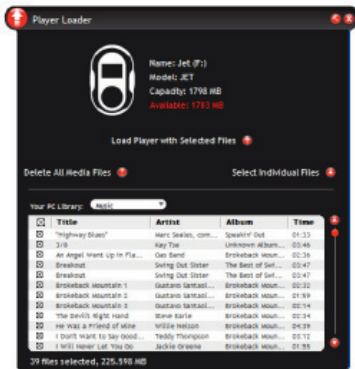 Player Loader
Name: Jet (F:)
Model: JET
Capacity: 1798 MB
Available: 1783 MB
Load Player with Selected Files
Delete All Media Files Select Individual Files
Your PC Library: Music
Title Artist Album Time
"Highway Blues" Marc Seales, com... Speakin' Out 01:33
3/8 Kay Tse Unknown Album... 03:46
An Angel Went Up in Fla... Gas Band Brokeback Moun... 02:36
Breakout Swing Out Sister The Best of Swi... 03:47
Breakout Swing Out Sister The Best of Swi... 03:47
Brokeback Mountain 1 Gustavo Santaol... Brokeback Moun... 02:32
Brokeback Mountain 2 Gustavo Santaol... Brokeback Moun... 01:59
Brokeback Mountain 3 Gustavo Santaol... Brokeback Moun... 02:14
The Devil's Right Hand Steve Earle Brokeback Moun... 02:34
He Was a Friend of Mine Willie Nelson Brokeback Moun... 04:39
I Don't Want to Say Good... Teddy Thompson Brokeback Moun... 03:12
I Will Never Let You Go Jackie Greene Brokeback Moun... 01:55
39 files selected, 225.598 MB